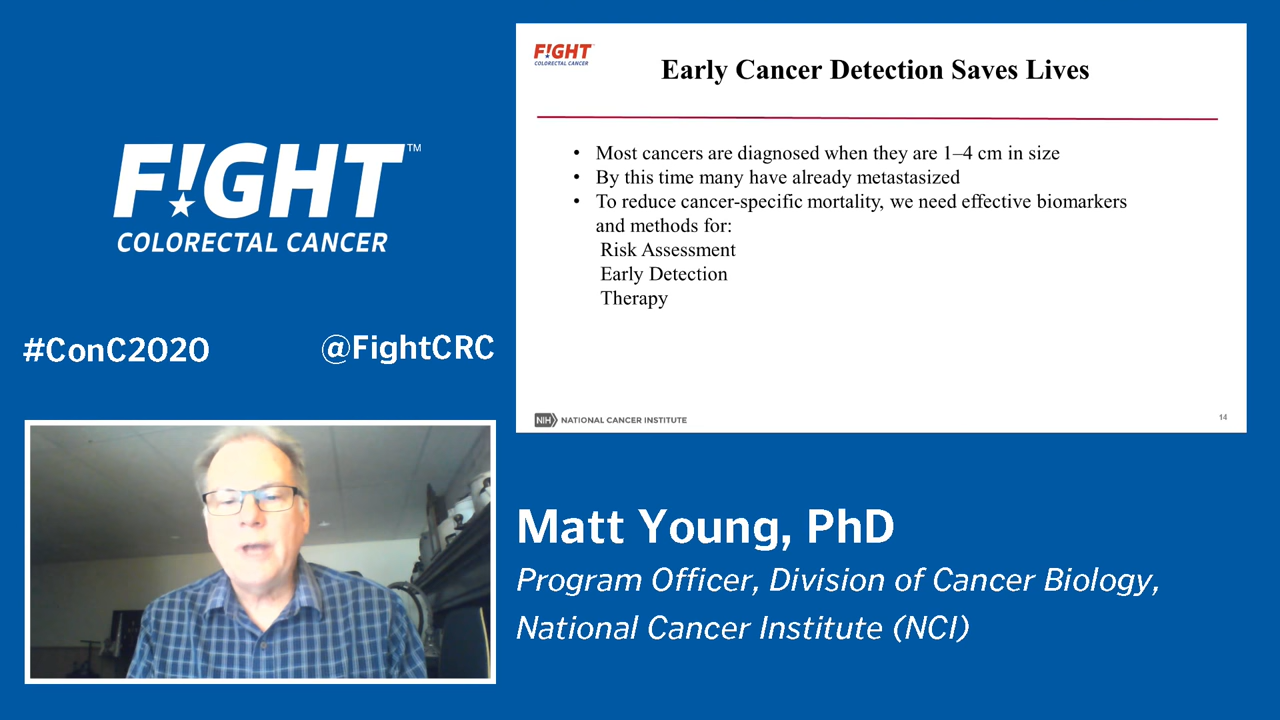 F!GHT™
COLORECTAL CANCER
#ConC2020
@FightCRC
F!GHT
COLORECTAL CANCER
Early Cancer Detection Saves Lives
• Most cancers are diagnosed when they are 1–4 cm in size
• By this time many have already metastasized
• To reduce cancer-specific mortality, we need effective biomarkers
and methods for:
Risk Assessment
Early Detection
Therapy
NIH NATIONAL CANCER INSTITUTE
14
Matt Young, PhD
Program Officer, Division of Cancer Biology,
National Cancer Institute (NCI)